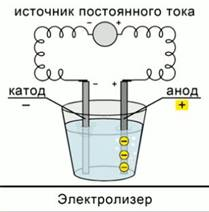 источник постоянного тока
- +
- +
катод анод
– +
Электролизер